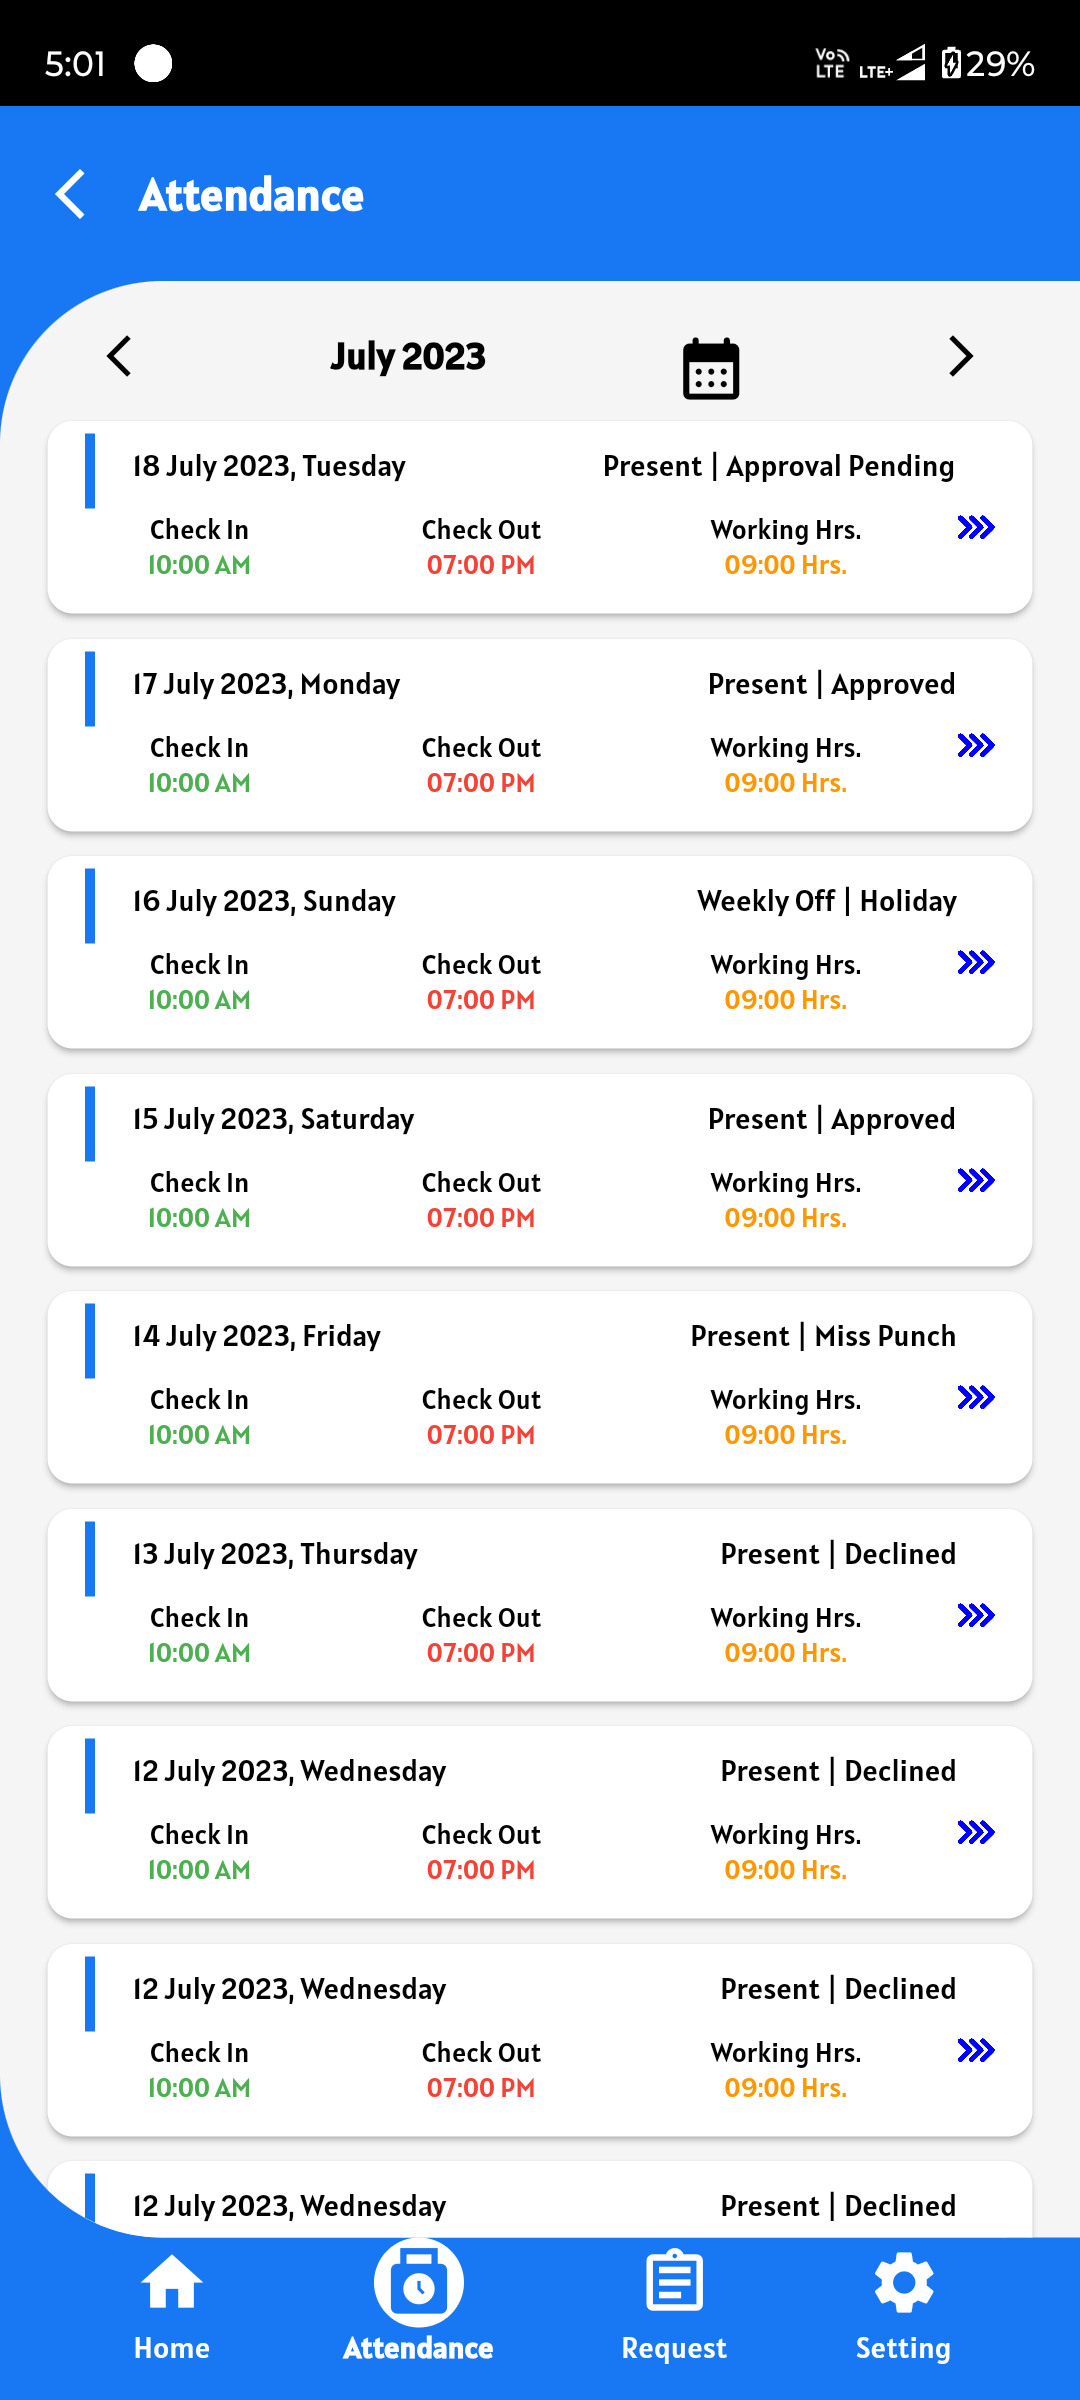 5:01 Vo LTE LTE+ 29%
Attendance
July 2023
18 July 2023, Tuesday Present | Approval Pending
Check In Check Out Working Hrs.
10:00 AM 07:00 PM 09:00 Hrs.
17 July 2023, Monday Present | Approved
Check In Check Out Working Hrs.
10:00 AM 07:00 PM 09:00 Hrs.
16 July 2023, Sunday Weekly Off | Holiday
Check In Check Out Working Hrs.
10:00 AM 07:00 PM 09:00 Hrs.
15 July 2023, Saturday Present | Approved
Check In Check Out Working Hrs.
10:00 AM 07:00 PM 09:00 Hrs.
14 July 2023, Friday Present | Miss Punch
Check In Check Out Working Hrs.
10:00 AM 07:00 PM 09:00 Hrs.
13 July 2023, Thursday Present | Declined
Check In Check Out Working Hrs.
10:00 AM 07:00 PM 09:00 Hrs.
12 July 2023, Wednesday Present | Declined
Check In Check Out Working Hrs.
10:00 AM 07:00 PM 09:00 Hrs.
12 July 2023, Wednesday Present | Declined
Check In Check Out Working Hrs.
10:00 AM 07:00 PM 09:00 Hrs.
12 July 2023, Wednesday Present | Declined
Home Attendance Request Setting